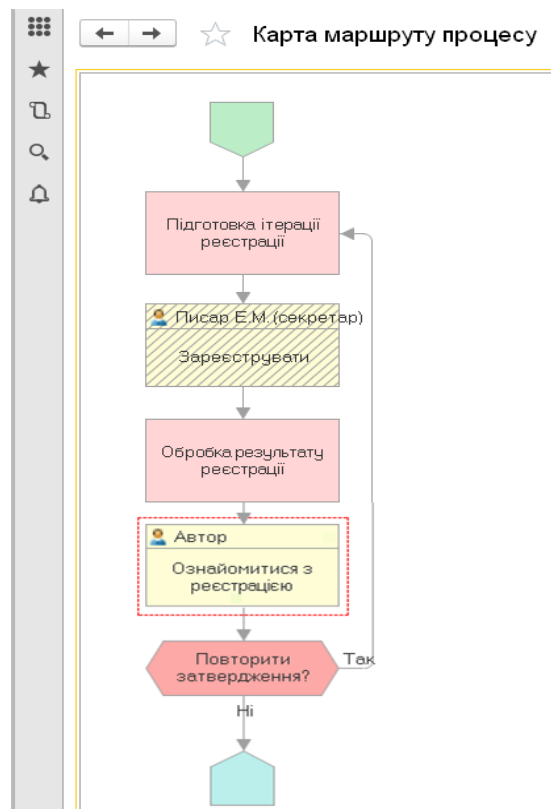 Карта маршруту процесу
Підготовка ітерації
реєстрації
Писар Е.М.(секретар)
Зареєструвати
Обробка результату
реєстрації
Автор
Ознайомитися з
реєстрацією
Повторити
затвердження?
Так
Ні